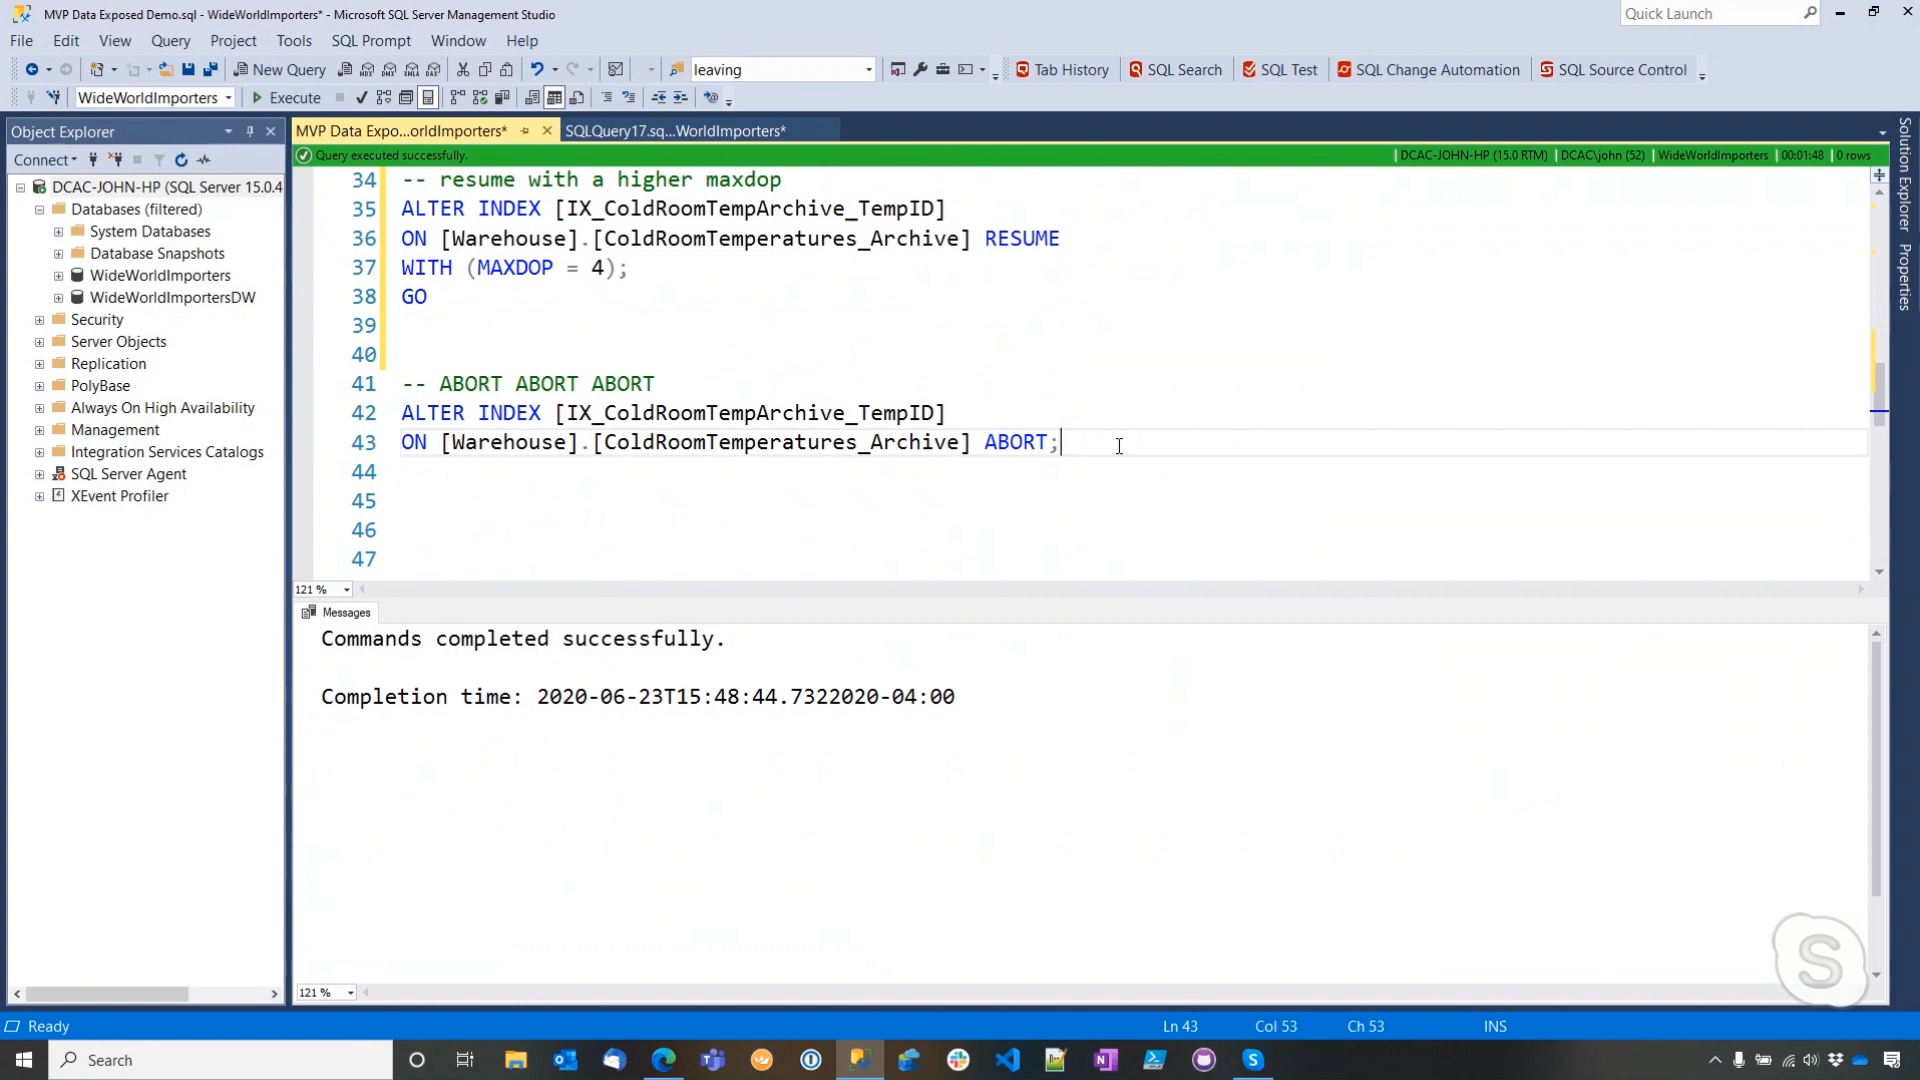 MVP Data Exposed Demo.sql - WideWorldImporters* - Microsoft SQL Server Management Studio
Quick Launch
File Edit View Query Project Tools SQL Prompt Window Help
New Query
leaving
Tab History
SQL Search
SQL Test
SQL Change Automation
SQL Source Control
WideWorldImporters
Execute
Object Explorer
MVP Data Expo...orldImporters*
SQLQuery17.sq...WorldImporters*
Connect
Query executed successfully.
DCAC-JOHN-HP (15.0 RTM)
DCAC\john (52)
WideWorldImporters
00:01:48
0 rows
DCAC-JOHN-HP (SQL Server 15.0.4
Databases (filtered)
System Databases
Database Snapshots
WideWorldImporters
WideWorldImportersDW
Security
Server Objects
Replication
PolyBase
Always On High Availability
Management
Integration Services Catalogs
SQL Server Agent
XEvent Profiler
34 -- resume with a higher maxdop
35 ALTER INDEX [IX_ColdRoomTempArchive_TempID]
36 ON [Warehouse].[ColdRoomTemperatures_Archive] RESUME
37 WITH (MAXDOP = 4);
38 GO
39
40
41 -- ABORT ABORT ABORT
42 ALTER INDEX [IX_ColdRoomTempArchive_TempID]
43 ON [Warehouse].[ColdRoomTemperatures_Archive] ABORT;
44
45
46
47
121 %
Messages
Commands completed successfully.
Completion time: 2020-06-23T15:48:44.7322020-04:00
121 %
Solution Explorer
Properties
Ready
Ln 43
Col 53
Ch 53
INS
Search